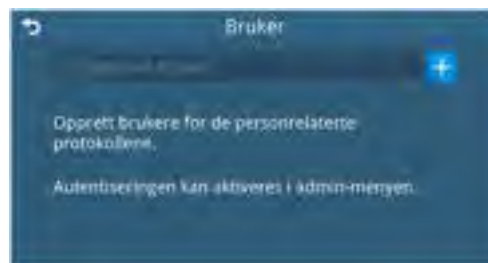 Bruker
Opprett brukere for de personrelaterte
protokollene.
Autentiseringen kan aktiveres i admin-menyen.